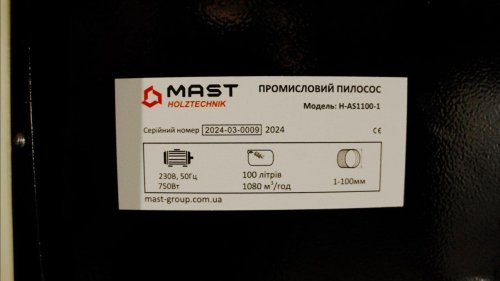 MAST
HOLZTECHNIK
ПРОМИСЛОВИЙ ПИЛОСОС
Модель: H-AS1100-1
Серійний номер 2024-03-0009 2024
CE
230В, 50Гц
750Вт
100 літрів
1080 м³/год
1-100мм
mast-group.com.ua